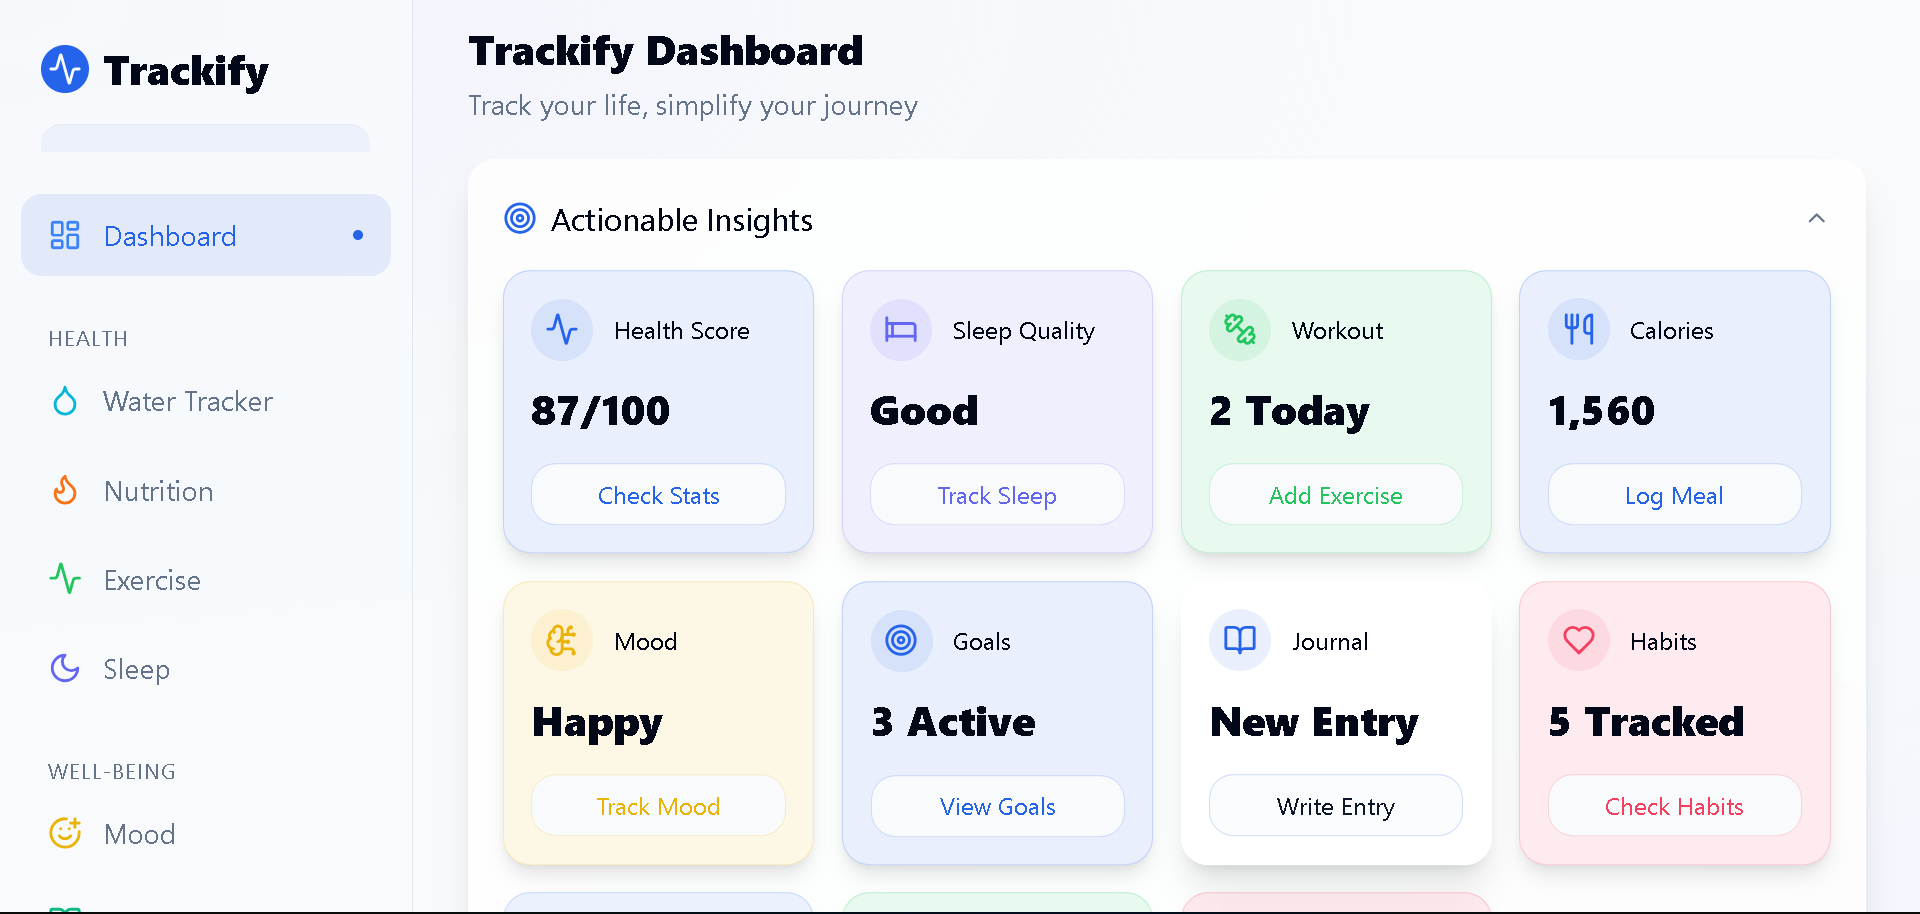 Trackify
Dashboard
HEALTH
Water Tracker
Nutrition
Exercise
Sleep
WELL-BEING
Mood
Trackify Dashboard
Track your life, simplify your journey
Actionable Insights
Health Score
87/100
Check Stats
Sleep Quality
Good
Track Sleep
Workout
2 Today
Add Exercise
Calories
1,560
Log Meal
Mood
Happy
Track Mood
Goals
3 Active
View Goals
Journal
New Entry
Write Entry
Habits
5 Tracked
Check Habits